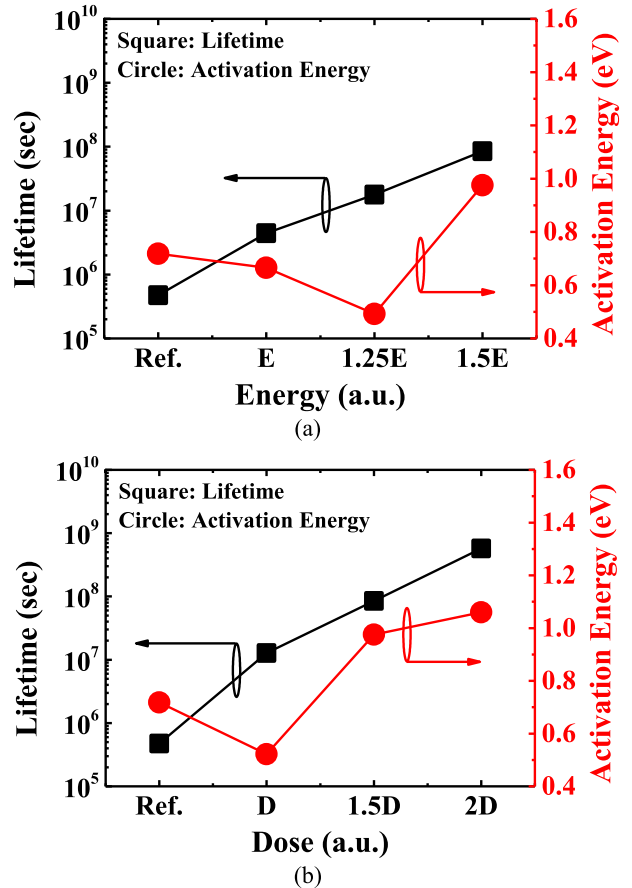 Square: Lifetime
Circle: Activation Energy
Lifetime (sec)
10^10
10^9
10^8
10^7
10^6
10^5
1.6
1.4
1.2
1.0
0.8
0.6
0.4
Activation Energy (eV)
Ref. E 1.25E 1.5E
Energy (a.u.)
(a)
Square: Lifetime
Circle: Activation Energy
Lifetime (sec)
10^10
10^9
10^8
10^7
10^6
10^5
1.6
1.4
1.2
1.0
0.8
0.6
0.4
Activation Energy (eV)
Ref. D 1.5D 2D
Dose (a.u.)
(b)